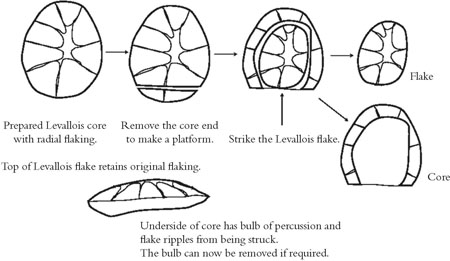 Flake
Prepared Levallois core
with radial flaking.
Remove the core end
to make a platform.
Strike the Levallois flake.
Core
Top of Levallois flake retains original flaking.
Underside of core has bulb of percussion and
flake ripples from being struck.
The bulb can now be removed if required.